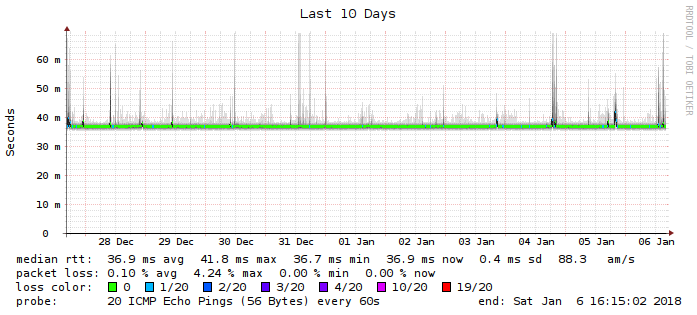 Last 10 Days
RRDTOOL / TOBI OETIKER
Seconds
60 m
50 m
40 m
30 m
20 m
10 m
0
28 Dec 29 Dec 30 Dec 31 Dec 01 Jan 02 Jan 03 Jan 04 Jan 05 Jan 06 Jan
median rtt: 36.9 ms avg 41.8 ms max 36.7 ms min 36.9 ms now 0.4 ms sd 88.3 am/s
packet loss: 0.10 % avg 4.24 % max 0.00 % min 0.00 % now
loss color: 0 1/20 2/20 3/20 4/20 10/20 19/20
probe: 20 ICMP Echo Pings (56 Bytes) every 60s end: Sat Jan 6 16:15:02 2018